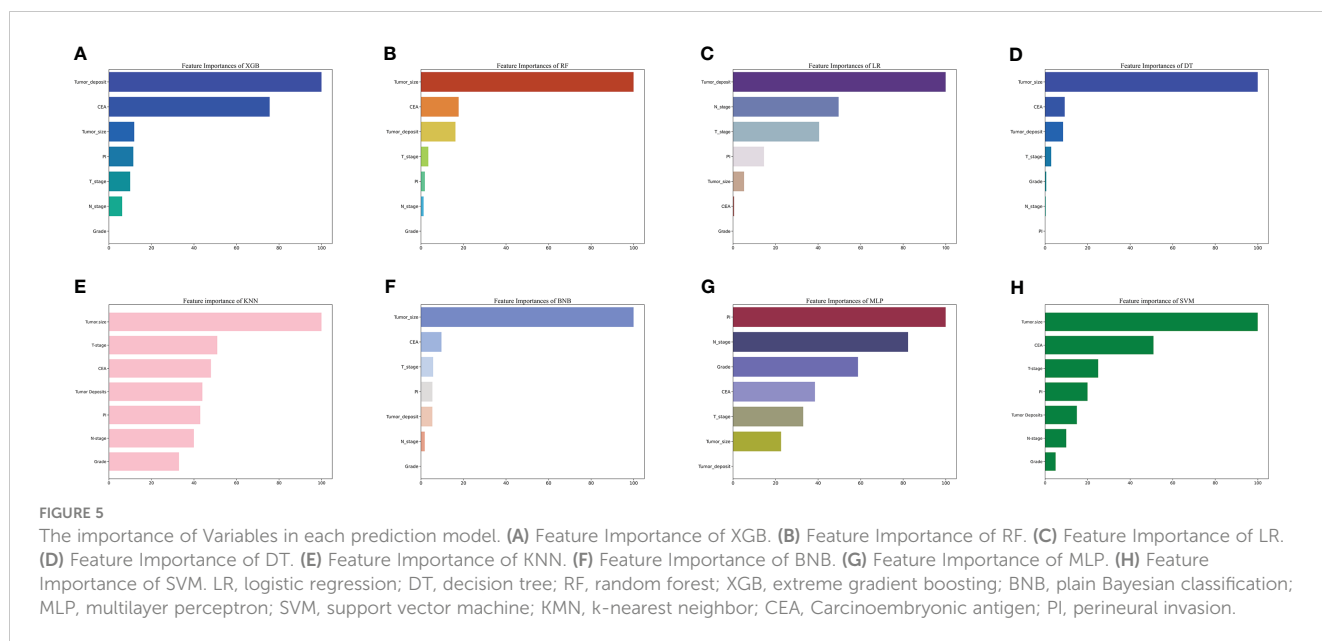 A
Feature Importances of XGB
Tumor_deposit
CEA
Tumor_size
PI
T_stage
N_stage
Grade
0 20 40 60 80 100
B
Feature Importances of RF
Tumor_size
CEA
Tumor_deposit
T_stage
PI
N_stage
Grade
0 20 40 60 80 100
C
Feature Importances of LR
Tumor_deposit
N_stage
T_stage
PI
Tumor_size
CEA
Grade
0 20 40 60 80 100
D
Feature Importances of DT
Tumor_size
CEA
Tumor_deposit
T_stage
Grade
N_stage
PI
0 20 40 60 80 100
E
Feature importance of KNN
Tumor.size
T-stage
CEA
Tumor Deposits
PI
N-stage
Grade
0 20 40 60 80 100
F
Feature Importances of BNB
Tumor_size
CEA
T_stage
PI
Tumor_deposit
N_stage
Grade
0 20 40 60 80 100
G
Feature Importances of MLP
PI
N_stage
Grade
CEA
T_stage
Tumor_size
Tumor_deposit
0 20 40 60 80 100
H
Feature importance of SVM
Tumor.size
CEA
T-stage
PI
Tumor Deposits
N-stage
Grade
0 20 40 60 80 100
FIGURE 5
The importance of Variables in each prediction model. (A) Feature Importance of XGB. (B) Feature Importance of RF. (C) Feature Importance of LR.
(D) Feature Importance of DT. (E) Feature Importance of KNN. (F) Feature Importance of BNB. (G) Feature Importance of MLP. (H) Feature
Importance of SVM. LR, logistic regression; DT, decision tree; RF, random forest; XGB, extreme gradient boosting; BNB, plain Bayesian classification;
MLP, multilayer perceptron; SVM, support vector machine; KMN, k-nearest neighbor; CEA, Carcinoembryonic antigen; PI, perineural invasion.